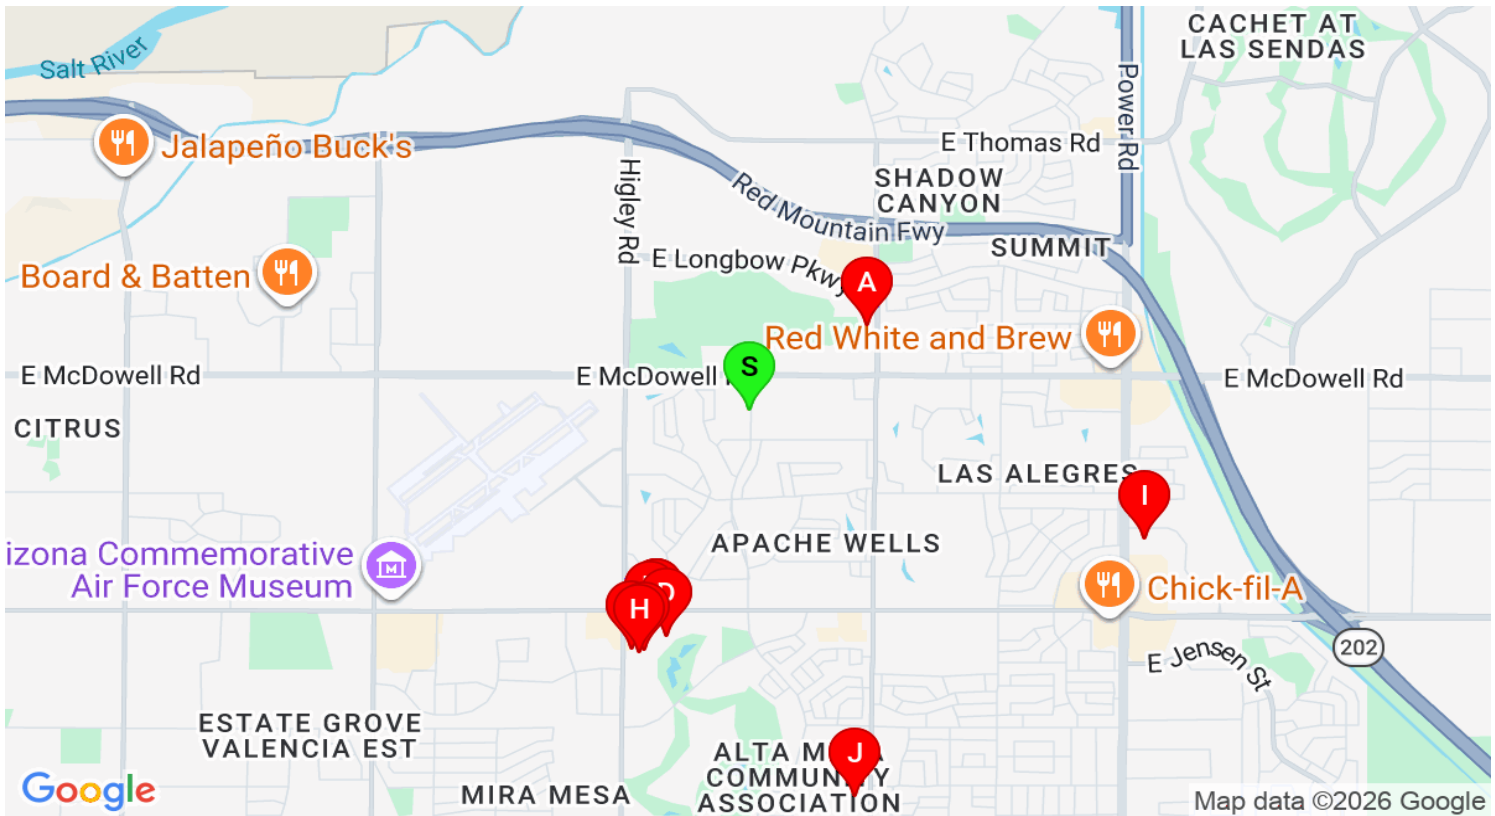 CACHET AT
LAS SENDAS
Salt River
Power Rd
Jalapeño Buck's
E Thomas Rd
Higley Rd
Red Mountain Fwy
SHADOW
CANYON
SUMMIT
E Longbow Pkwy
Board & Batten
A
Red White and Brew
S
E McDowell Rd
E McDowell
E McDowell Rd
CITRUS
LAS ALEGRES
I
APACHE WELLS
izona Commemorative
Air Force Museum
M
D
H
Chick-fil-A
E Jensen St
202
ESTATE GROVE
VALENCIA EST
ALTA M
COMMUNITY
ASSOCIATION
J
MIRA MESA
Google
Map data ©2026 Google